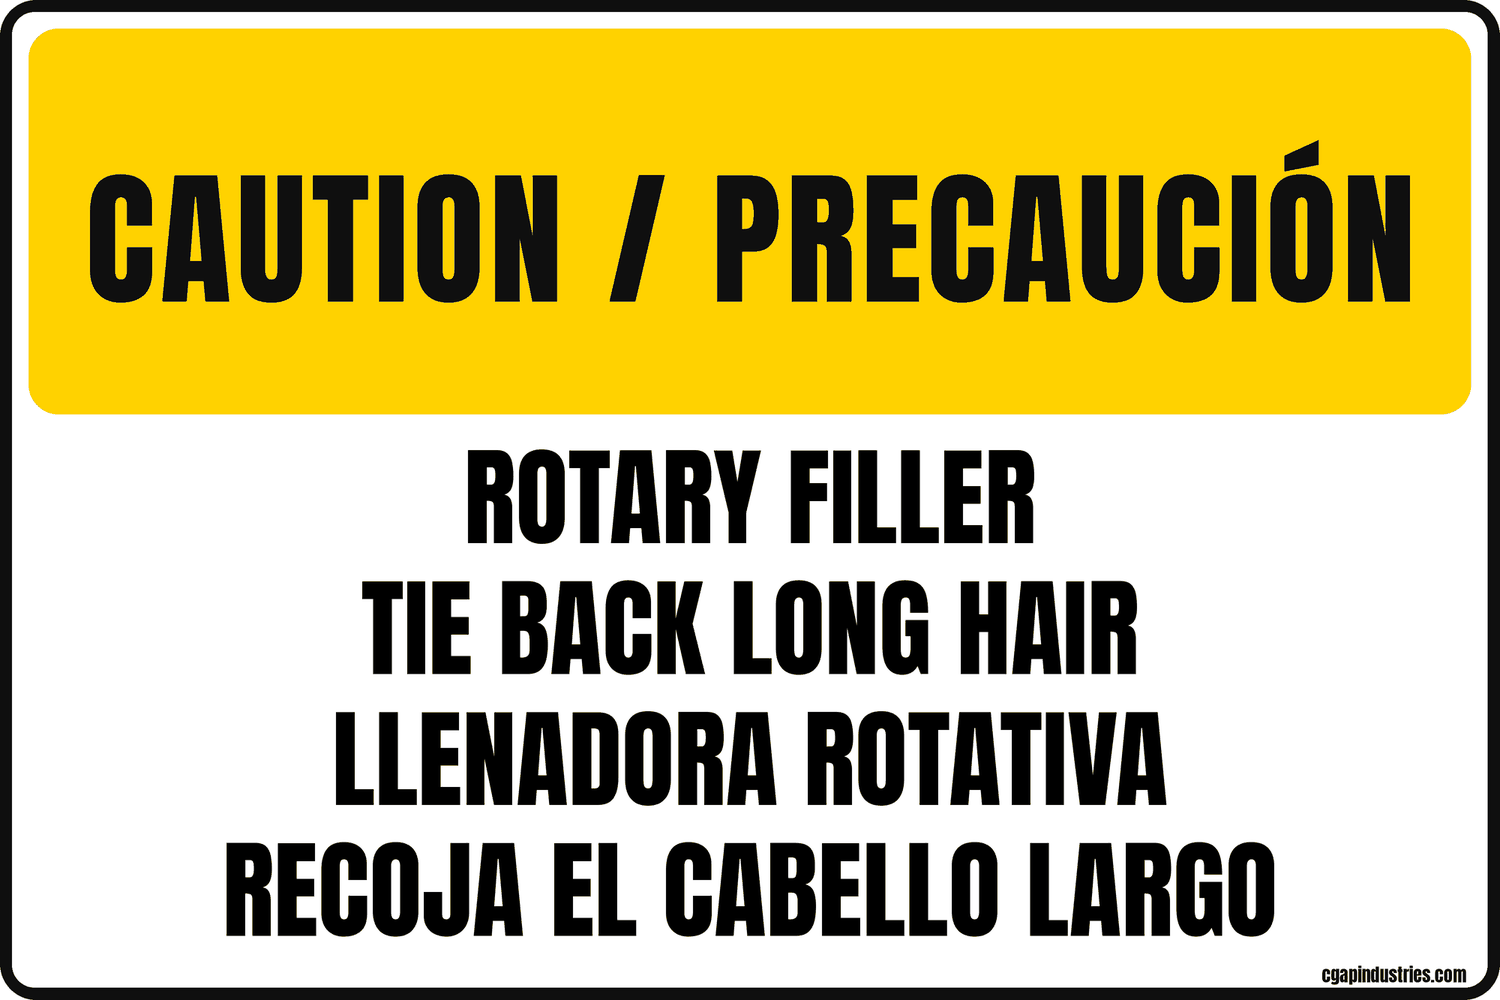 CAUTION / PRECAUCIÓN
ROTARY FILLER
TIE BACK LONG HAIR
LLENADORA ROTATIVA
RECOJA EL CABELLO LARGO
cgapindustries.com